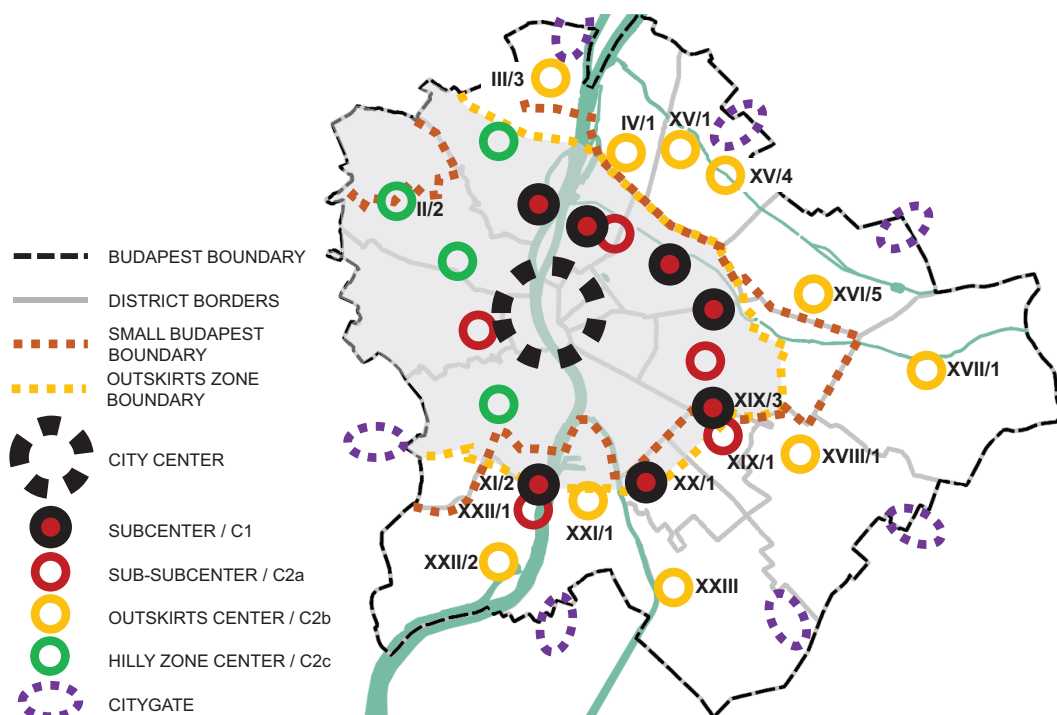 BUDAPEST BOUNDARY
DISTRICT BORDERS
SMALL BUDAPEST
BOUNDARY
OUTSKIRTS ZONE
BOUNDARY
CITY CENTER
SUBCENTER / C1
SUB-SUBCENTER / C2a
OUTSKIRTS CENTER / C2b
HILLY ZONE CENTER / C2c
CITYGATE
III/3
IV/1
XV/1
XV/4
II/2
XVI/5
XVII/1
XIX/3
XIX/1
XVIII/1
XI/2
XX/1
XXII/1
XXI/1
XXII/2
XXIII